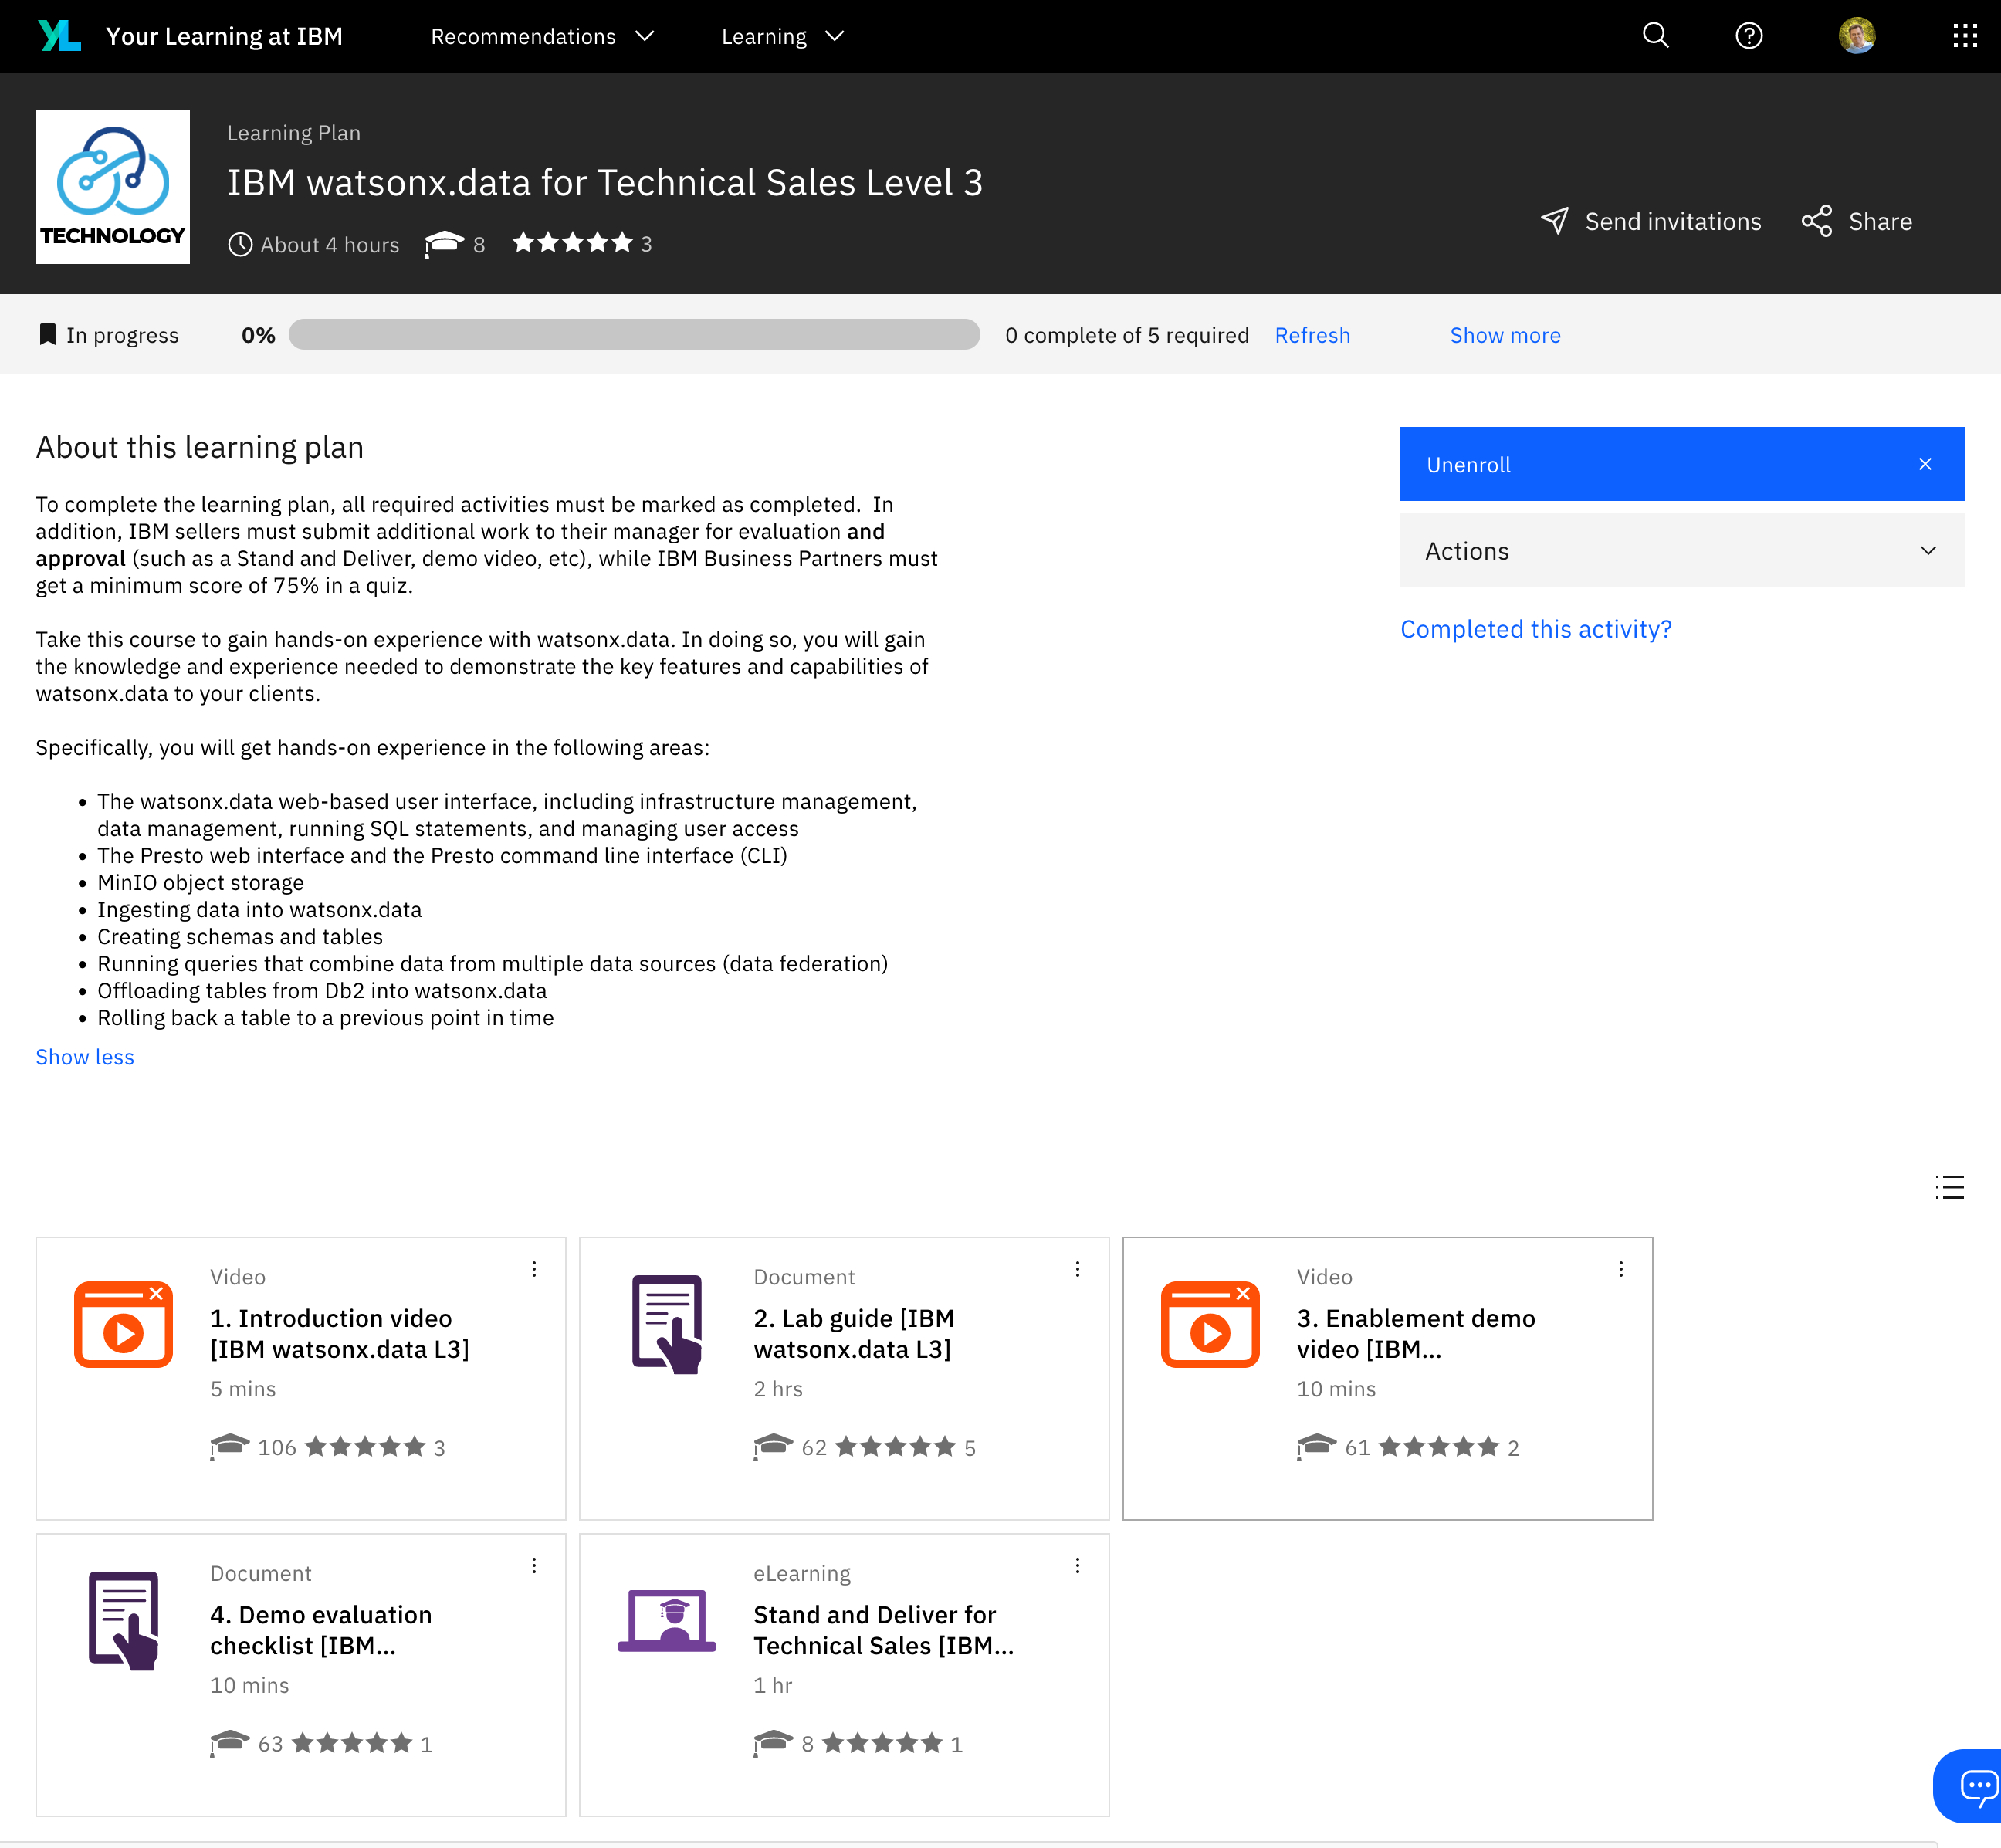 YL Your Learning at IBM Recommendations Learning
Learning Plan
IBM watsonx.data for Technical Sales Level 3
TECHNOLOGY
About 4 hours 8 3
Send invitations Share
In progress 0% 0 complete of 5 required Refresh Show more
About this learning plan
To complete the learning plan, all required activities must be marked as completed. In
addition, IBM sellers must submit additional work to their manager for evaluation and
approval (such as a Stand and Deliver, demo video, etc), while IBM Business Partners must
get a minimum score of 75% in a quiz.
Take this course to gain hands-on experience with watsonx.data. In doing so, you will gain
the knowledge and experience needed to demonstrate the key features and capabilities of
watsonx.data to your clients.
Specifically, you will get hands-on experience in the following areas:
• The watsonx.data web-based user interface, including infrastructure management,
data management, running SQL statements, and managing user access
• The Presto web interface and the Presto command line interface (CLI)
• MinIO object storage
• Ingesting data into watsonx.data
• Creating schemas and tables
• Running queries that combine data from multiple data sources (data federation)
• Offloading tables from Db2 into watsonx.data
• Rolling back a table to a previous point in time
Show less
Unenroll
Actions
Completed this activity?
Video
1. Introduction video
[IBM watsonx.data L3]
5 mins
106 3
Document
2. Lab guide [IBM
watsonx.data L3]
2 hrs
62 5
Video
3. Enablement demo
video [IBM...
10 mins
61 2
Document
4. Demo evaluation
checklist [IBM...
10 mins
63 1
eLearning
Stand and Deliver for
Technical Sales [IBM...
1 hr
8 1